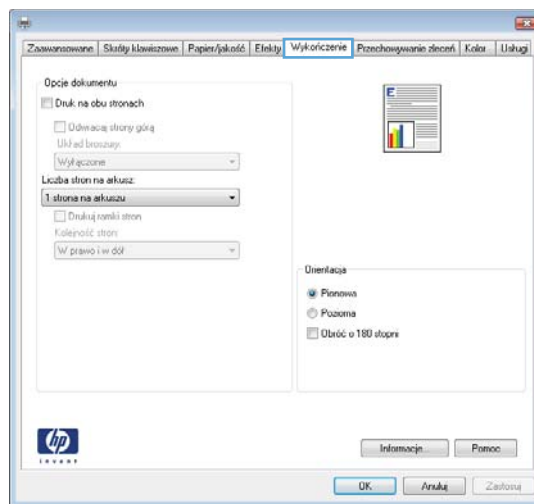 Zaawansowane Skróty klawiszowe Papier/jakość Efekty Wykończenie Przechowywanie zleceń Kolor Usługi
Opcje dokumentu
Druk na obu stronach
Odwracaj strony górą
Układ broszury:
Wyłączone
Liczba stron na arkusz:
1 strona na arkuszu
Drukuj ramki stron
Kolejność stron:
W prawo i w dół
E
Orientacja
Pionowa
Pozioma
Obróć o 180 stopni
hp
invent
Informacje... Pomoc
OK Anuluj Zastosuj